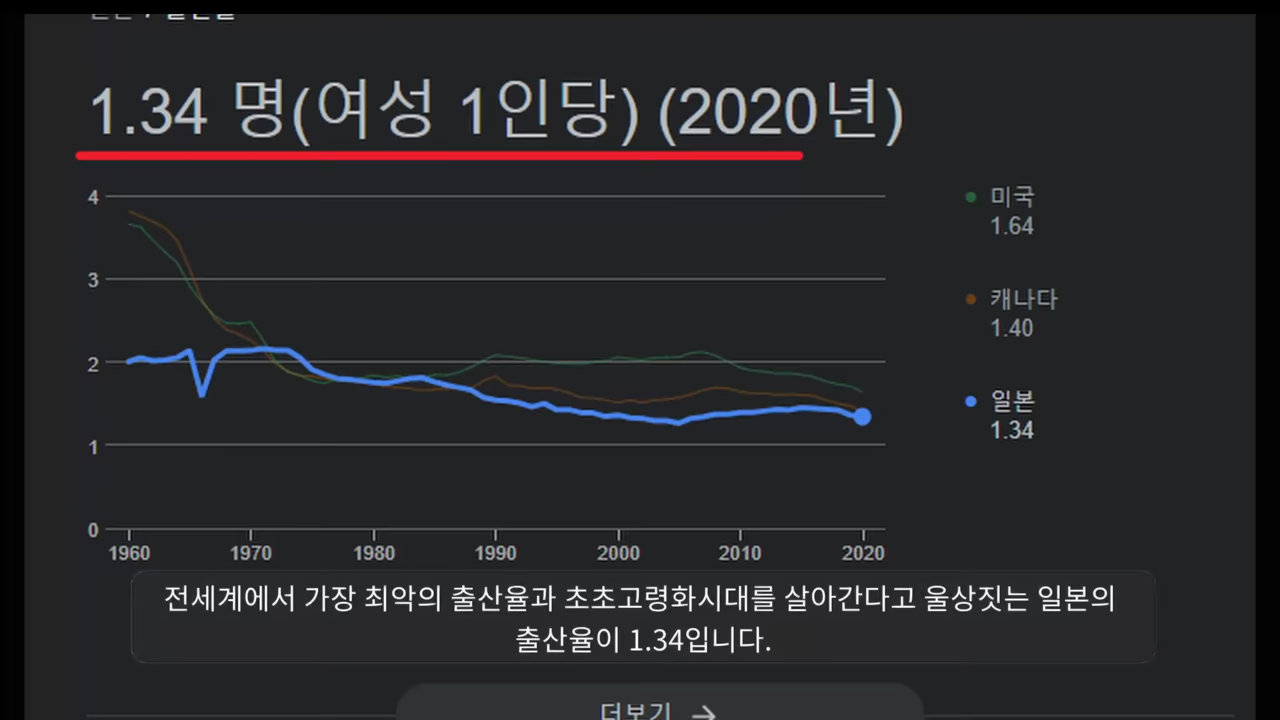 1.34 명(여성 1인당) (2020년)
4
3
2
1
0
1960 1970 1980 1990 2000 2010 2020
미국
1.64
캐나다
1.40
일본
1.34
전세계에서 가장 최악의 출산율과 초초고령화시대를 살아간다고 울상짓는 일본의
출산율이 1.34입니다.
더보기 →